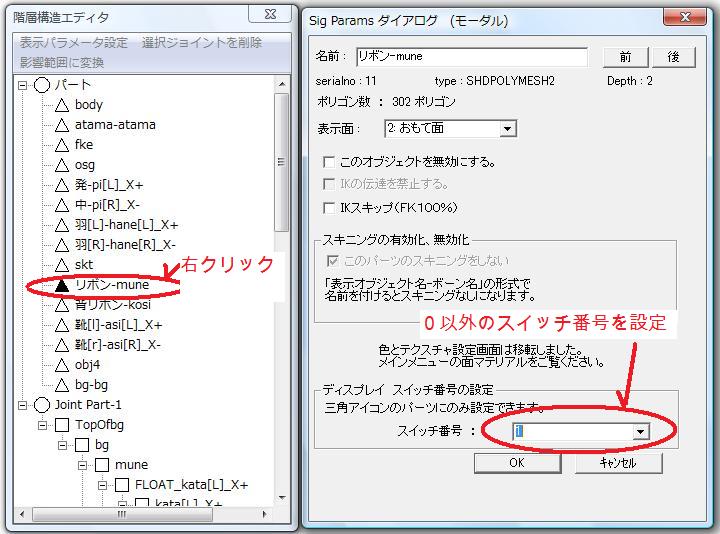 階層構造エディタ
表示パラメータ設定　選択ジョイントを削除
影響範囲に変換
パート
body
atama-atama
fke
osg
発-pi[L]_X+
中-pi[R]_X-
羽[L]-hane[L]_X+
羽[R]-hane[R]_X-
skt
リボン-mune
背リボン-kosi
靴[l]-asi[L]_X+
靴[r]-asi[R]_X-
obj4
bg-bg
Joint Part-1
TopOfbg
bg
mune
FLOAT_kata[L]_X+
kata[L]_X+
右クリック
Sig Params ダイアログ　(モーダル)
名前： リボン-mune 前 後
serialno : 11 type : SHDPOLYMESH2 Depth : 2
ポリゴン数 ： 302 ポリゴン
表示面： 2: おもて面
このオブジェクトを無効にする。
IKの伝達を禁止する。
IKスキップ(FK100%)
スキニングの有効化、無効化
このパーツのスキニングをしない
「表示オブジェクト名-ボーン名」の形式で
名前を付けるとスキニングなしになります。
０以外のスイッチ番号を設定
色とテクスチャ設定画面は移転しました。
メインメニューの面マテリアルをご覧ください。
ディスプレイ　スイッチ番号の設定
三角アイコンのパーツにのみ設定できます。
スイッチ番号 ： 1
OK キャンセル